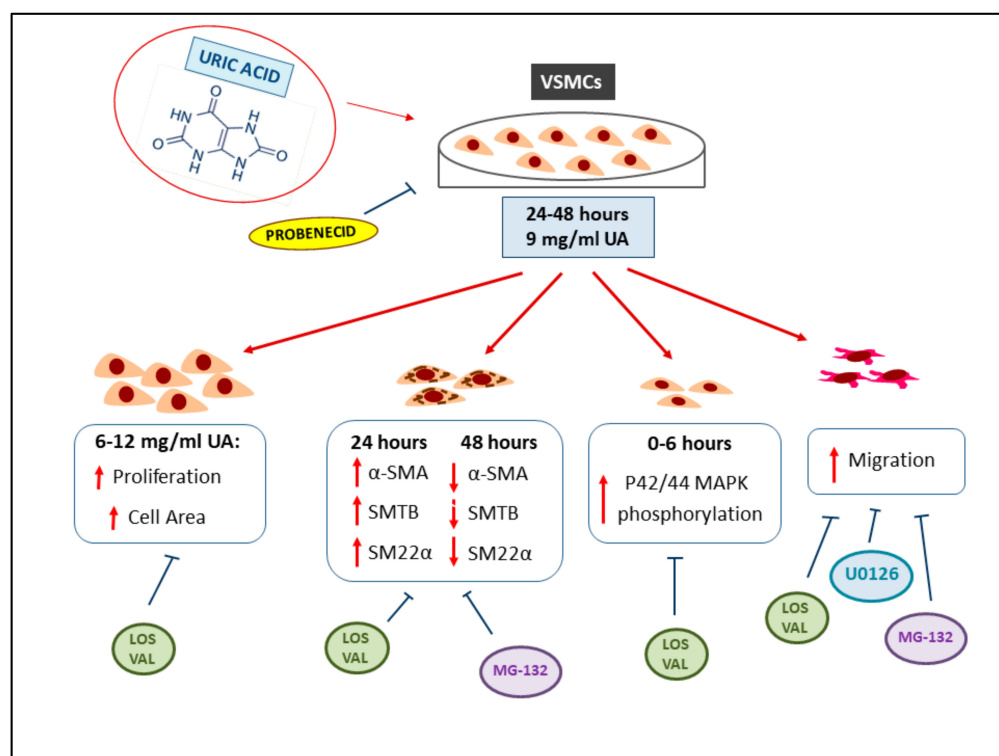 URIC ACID
O
HN
H
N
O
O
N
H
N
H
VSMCs
PROBENECID
24-48 hours
9 mg/ml UA
6-12 mg/ml UA:
Proliferation
Cell Area
24 hours
48 hours
α-SMA
α-SMA
SMTB
SMTB
SM22α
SM22α
0-6 hours
P42/44 MAPK
phosphorylation
Migration
LOS
VAL
LOS
VAL
MG-132
LOS
VAL
LOS
VAL
U0126
MG-132